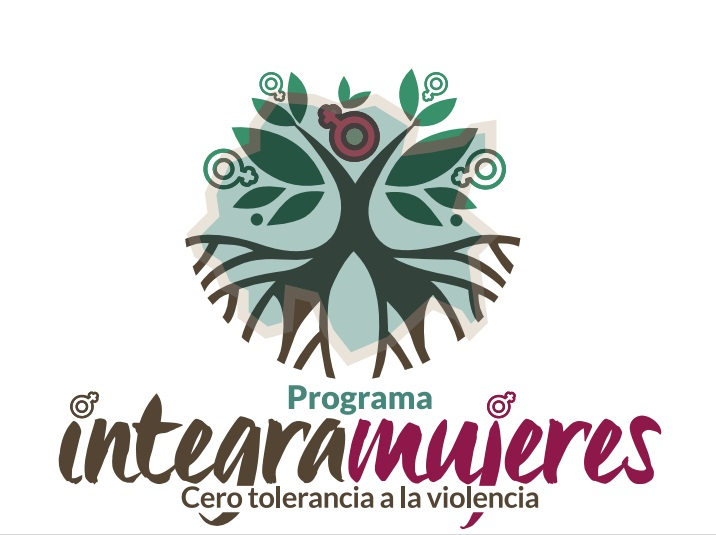 Programa
integramujeres
Cero tolerancia a la violencia